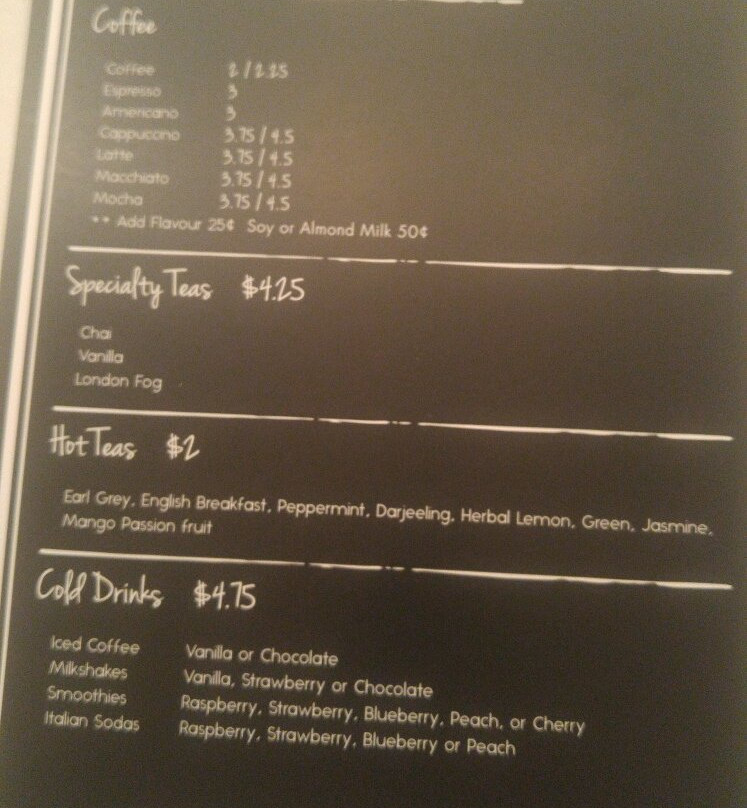 Coffee
Coffee 2 / 2.25
Espresso 3
Americano 3
Cappuccino 3.75 / 4.5
Latte 3.75 / 4.5
Macchiato 3.75 / 4.5
Mocha 3.75 / 4.5
** Add Flavour 25¢ Soy or Almond Milk 50¢
Specialty Teas $4.25
Chai
Vanilla
London Fog
Hot Teas $2
Earl Grey, English Breakfast, Peppermint, Darjeeling, Herbal Lemon, Green, Jasmine,
Mango Passion fruit
Cold Drinks $4.75
Iced Coffee Vanilla or Chocolate
Milkshakes Vanilla, Strawberry or Chocolate
Smoothies Raspberry, Strawberry, Blueberry, Peach, or Cherry
Italian Sodas Raspberry, Strawberry, Blueberry or Peach